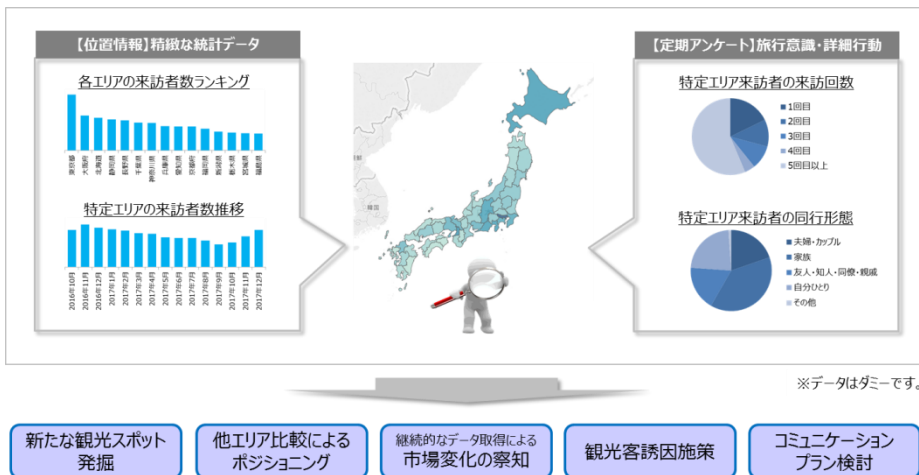 【位置情報】精緻な統計データ
各エリアの来訪者数ランキング
東京都
大阪府
北海道
静岡県
長野県
千葉県
神奈川県
兵庫県
愛知県
京都府
福岡県
新潟県
栃木県
宮城県
福島県
特定エリアの来訪者数推移
2016年10月
2016年11月
2016年12月
2017年1月
2017年2月
2017年3月
2017年4月
2017年5月
2017年6月
2017年7月
2017年8月
2017年9月
2017年10月
2017年11月
2017年12月
韓国
【定期アンケート】旅行意識・詳細行動
特定エリア来訪者の来訪回数
1回目
2回目
3回目
4回目
5回目以上
特定エリア来訪者の同行形態
夫婦・カップル
家族
友人・知人・同僚・親戚
自分ひとり
その他
※データはダミーです。
新たな観光スポット
発掘
他エリア比較による
ポジショニング
継続的なデータ取得による
市場変化の察知
観光客誘因施策
コミュニケーション
プラン検討